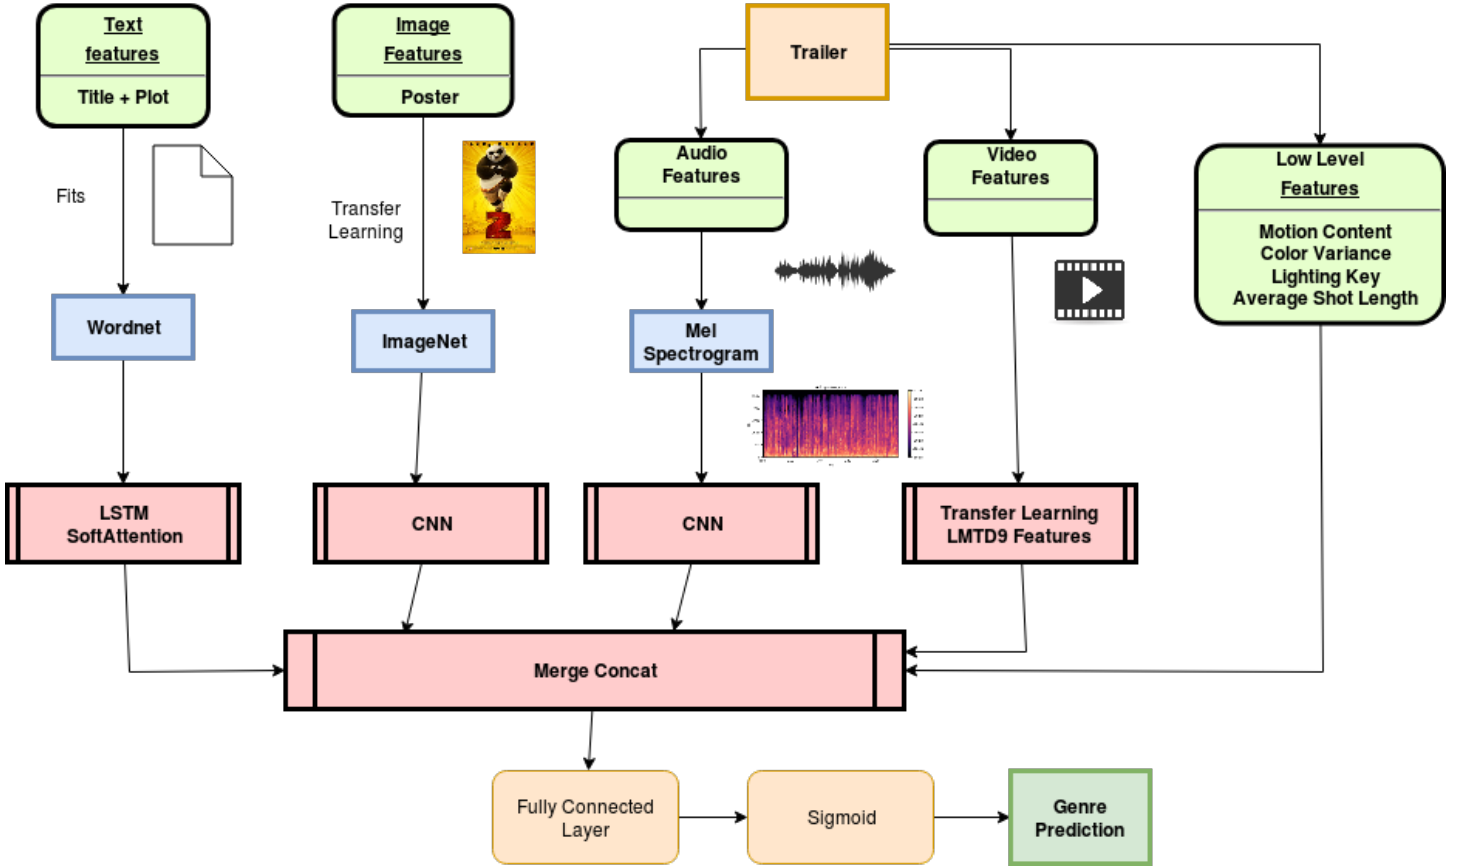 Text
features
Title + Plot
Image
Features
Poster
Trailer
Audio
Features
Video
Features
Low Level
Features
Motion Content
Color Variance
Lighting Key
Average Shot Length
Fits
Transfer
Learning
2
Wordnet
ImageNet
Mel
Spectrogram
LSTM
SoftAttention
CNN
CNN
Transfer Learning
LMTD9 Features
Merge Concat
Fully Connected
Layer
Sigmoid
Genre
Prediction